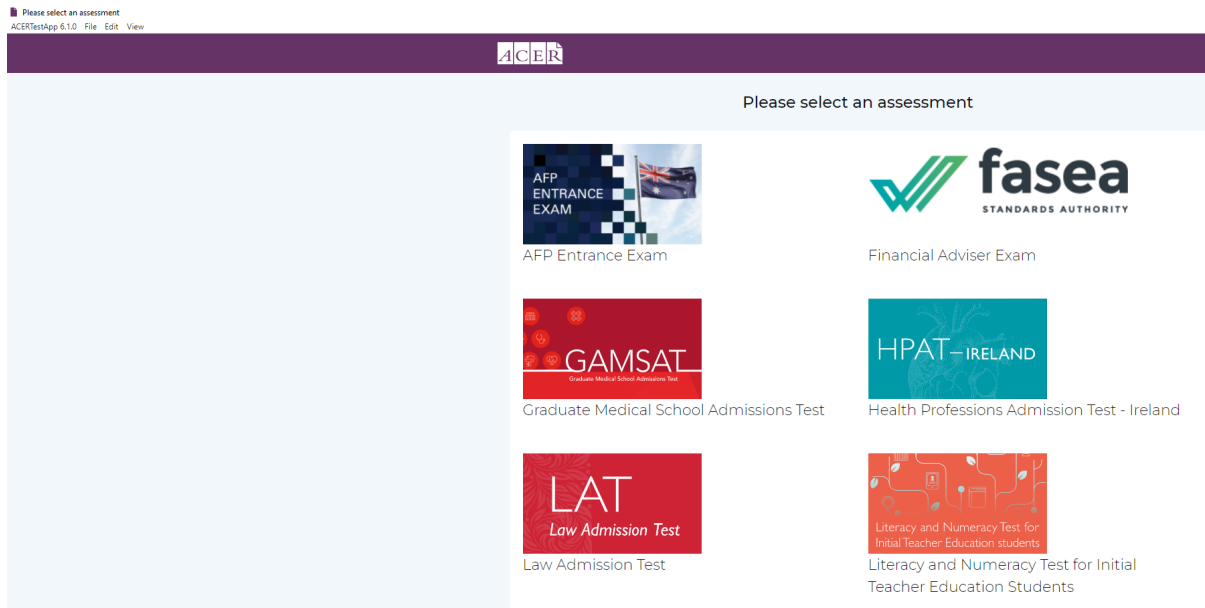 Please select an assessment
ACERTestApp 6.1.0 File Edit View
ACER
Please select an assessment
AFP
ENTRANCE
EXAM
AFP Entrance Exam
fasea
STANDARDS AUTHORITY
Financial Adviser Exam
GAMSAT
Graduate Medical School Admissions Test
Graduate Medical School Admissions Test
HPAT–IRELAND
Health Professions Admission Test - Ireland
LAT
Law Admission Test
Law Admission Test
Literacy and Numeracy Test for
Initial Teacher Education students
Literacy and Numeracy Test for Initial
Teacher Education Students